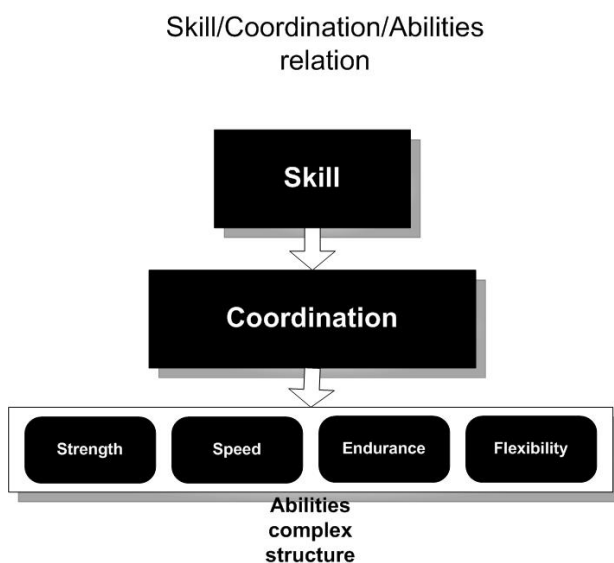 Skill/Coordination/Abilities
relation
Skill
Coordination
Strength
Speed
Endurance
Flexibility
Abilities
complex
structure